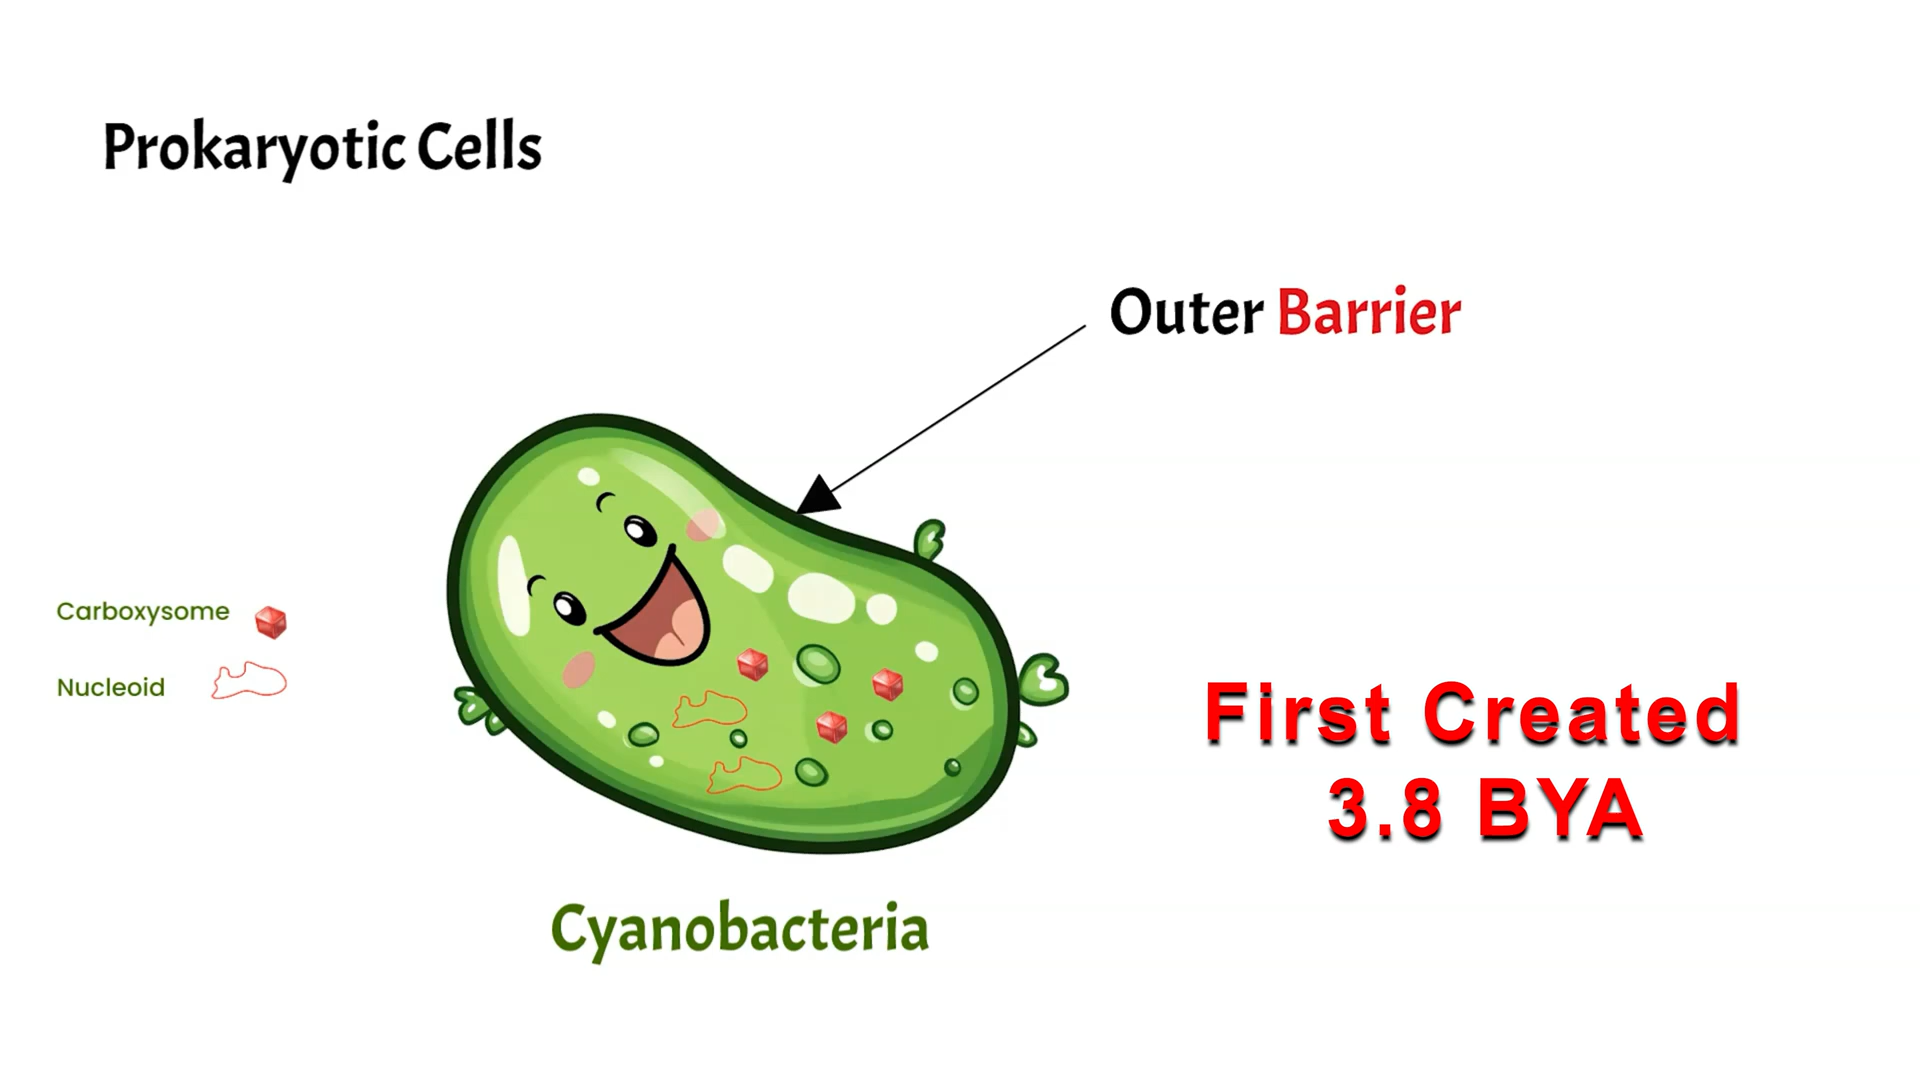 Prokaryotic Cells
Outer Barrier
Carboxysome
Nucleoid
First Created
3.8 BYA
Cyanobacteria